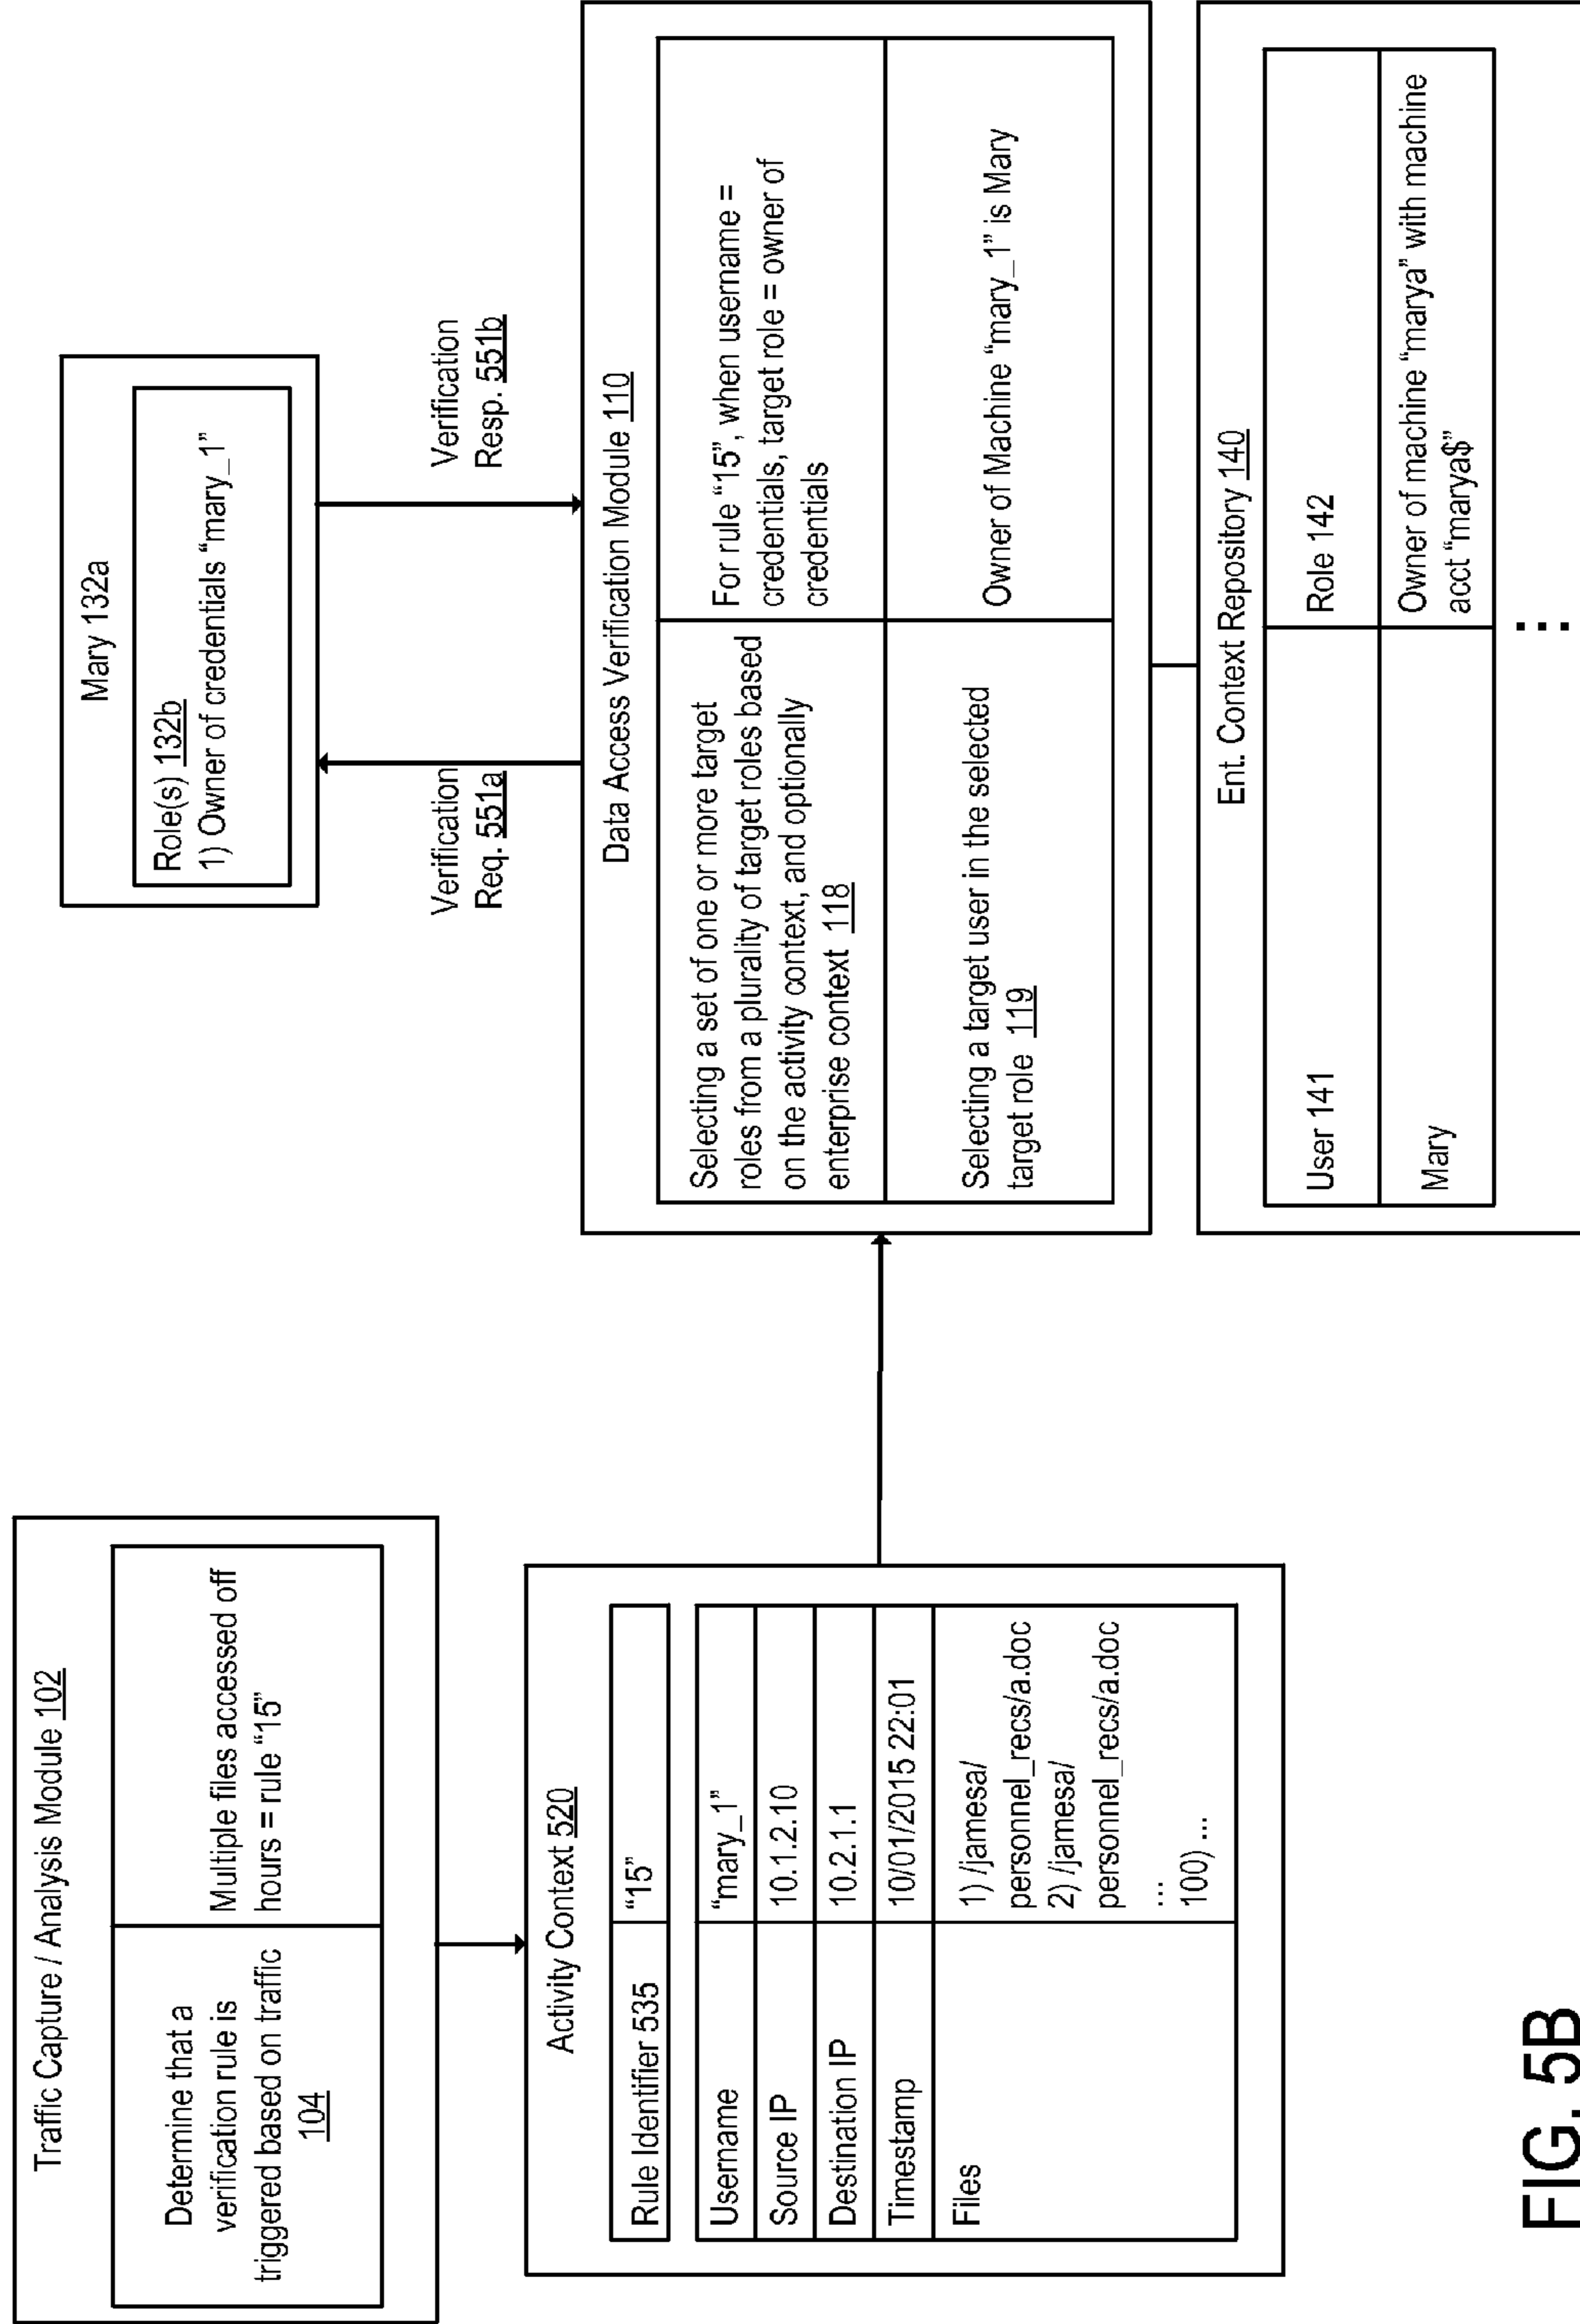 Traffic Capture / Analysis Module 102
Determine that a
verification rule is
triggered based on traffic
104
Multiple files accessed off
hours = rule “15”
Activity Context 520
Rule Identifier 535
“15”
Username
“mary_1”
Source IP
10.1.2.10
Destination IP
10.2.1.1
Timestamp
10/01/2015 22:01
Files
1) /jamesa/
personnel_recs/a.doc
2) /jamesa/
personnel_recs/a.doc
...
100) ...
Mary 132a
Role(s) 132b
1) Owner of credentials “mary_1”
Verification
Req. 551a
Verification
Resp. 551b
Data Access Verification Module 110
Selecting a set of one or more target
roles from a plurality of target roles based
on the activity context, and optionally
enterprise context 118
For rule “15”, when username =
credentials, target role = owner of
credentials
Selecting a target user in the selected
target role 119
Owner of Machine “mary_1” is Mary
Ent. Context Repository 140
User 141
Role 142
Mary
Owner of machine “marya” with machine
acct “marya$”
...
FIG. 5B